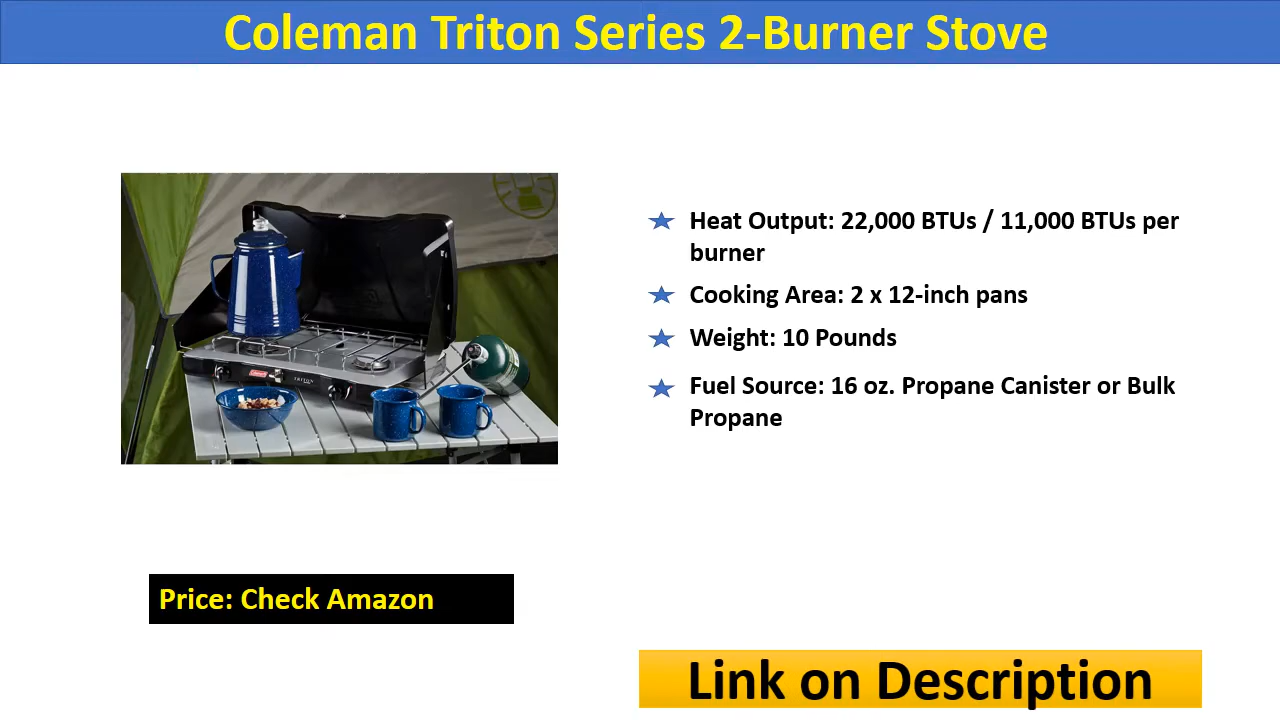 Coleman Triton Series 2-Burner Stove
Heat Output: 22,000 BTUs / 11,000 BTUs per
burner
Cooking Area: 2 x 12-inch pans
Weight: 10 Pounds
Fuel Source: 16 oz. Propane Canister or Bulk
Propane
Coleman
TRITON
Price: Check Amazon
Link on Description